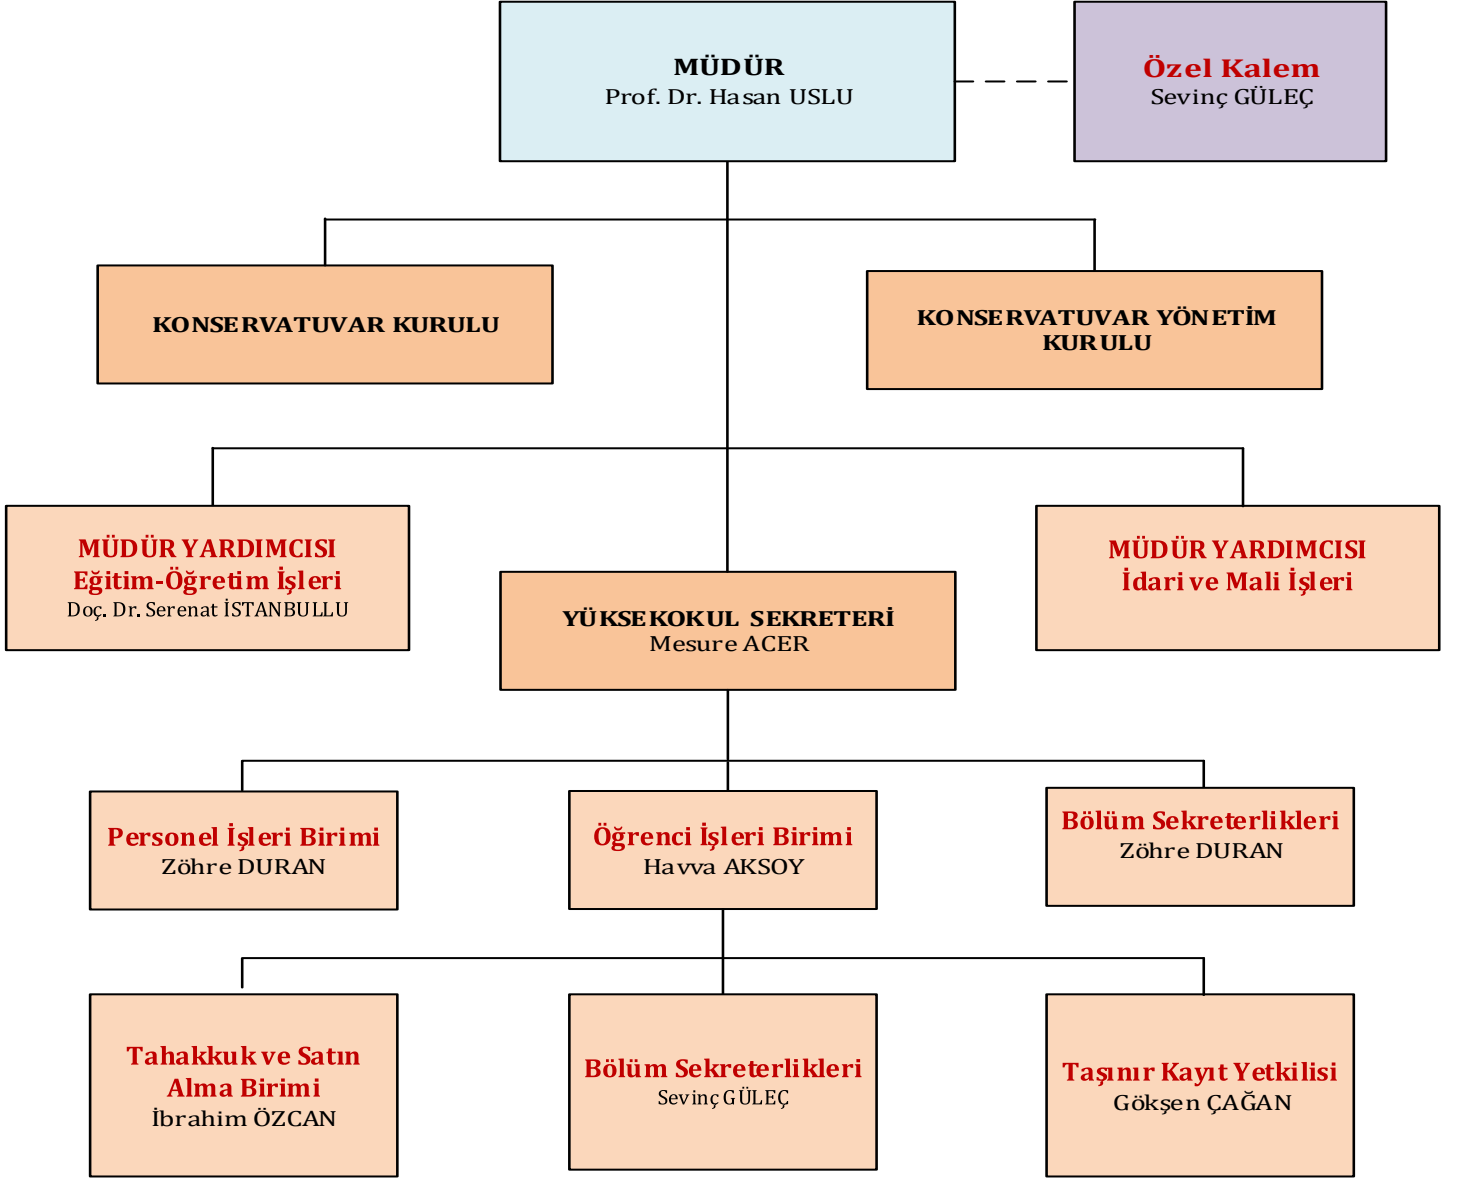 MÜDÜR
Prof. Dr. Hasan USLU
Özel Kalem
Sevinç GÜLEÇ
KONSERVATUVAR KURULU
KONSERVATUVAR YÖNETİM
KURULU
MÜDÜR YARDIMCISI
Eğitim-Öğretim İşleri
Doç. Dr. Serenat İSTANBULLU
YÜKSEKOKUL SEKRETERİ
Mesure ACER
MÜDÜR YARDIMCISI
İdari ve Mali İşleri
Personel İşleri Birimi
Zöhre DURAN
Öğrenci İşleri Birimi
Havva AKSOY
Bölüm Sekreterlikleri
Zöhre DURAN
Tahakkuk ve Satın
Alma Birimi
İbrahim ÖZCAN
Bölüm Sekreterlikleri
Sevinç GÜLEÇ
Taşınır Kayıt Yetkilisi
Gökşen ÇAĞAN